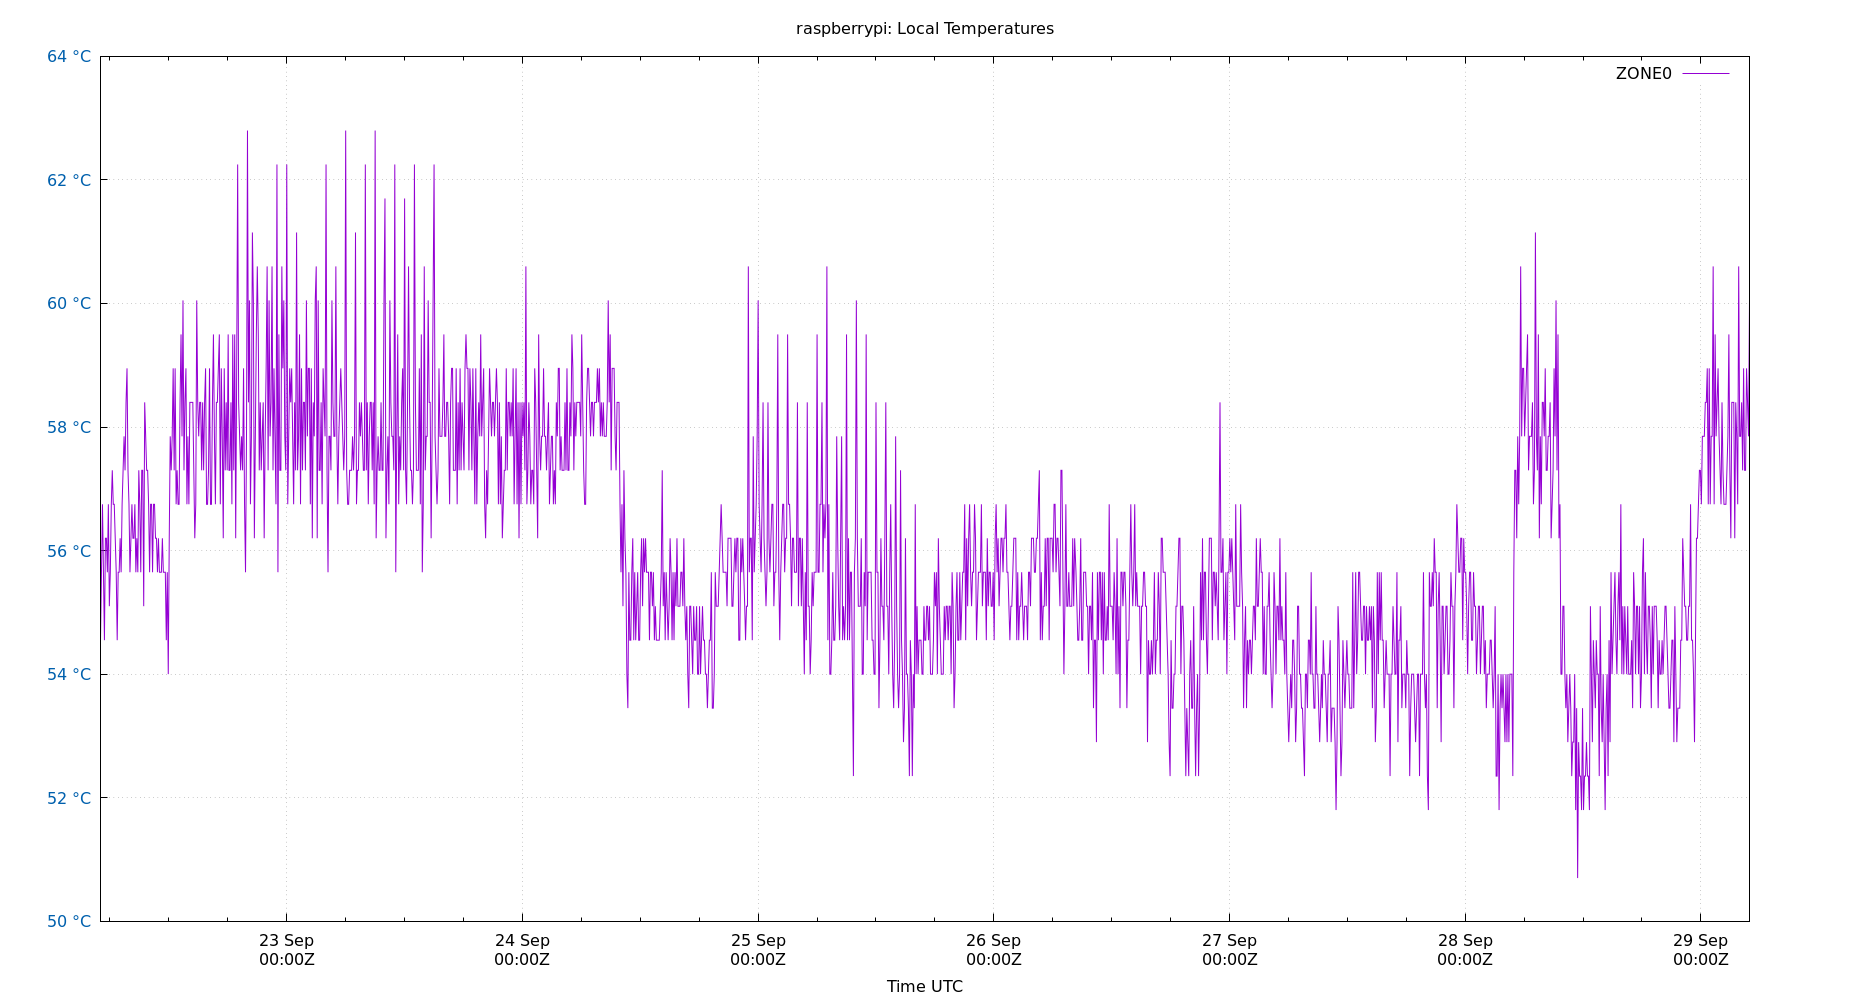 raspberrypi: Local Temperatures
64 °C
ZONE0
62 °C
60 °C
58 °C
56 °C
54 °C
52 °C
50 °C
23 Sep 24 Sep 25 Sep 26 Sep 27 Sep 28 Sep 29 Sep
00:00Z 00:00Z 00:00Z 00:00Z 00:00Z 00:00Z 00:00Z
Time UTC